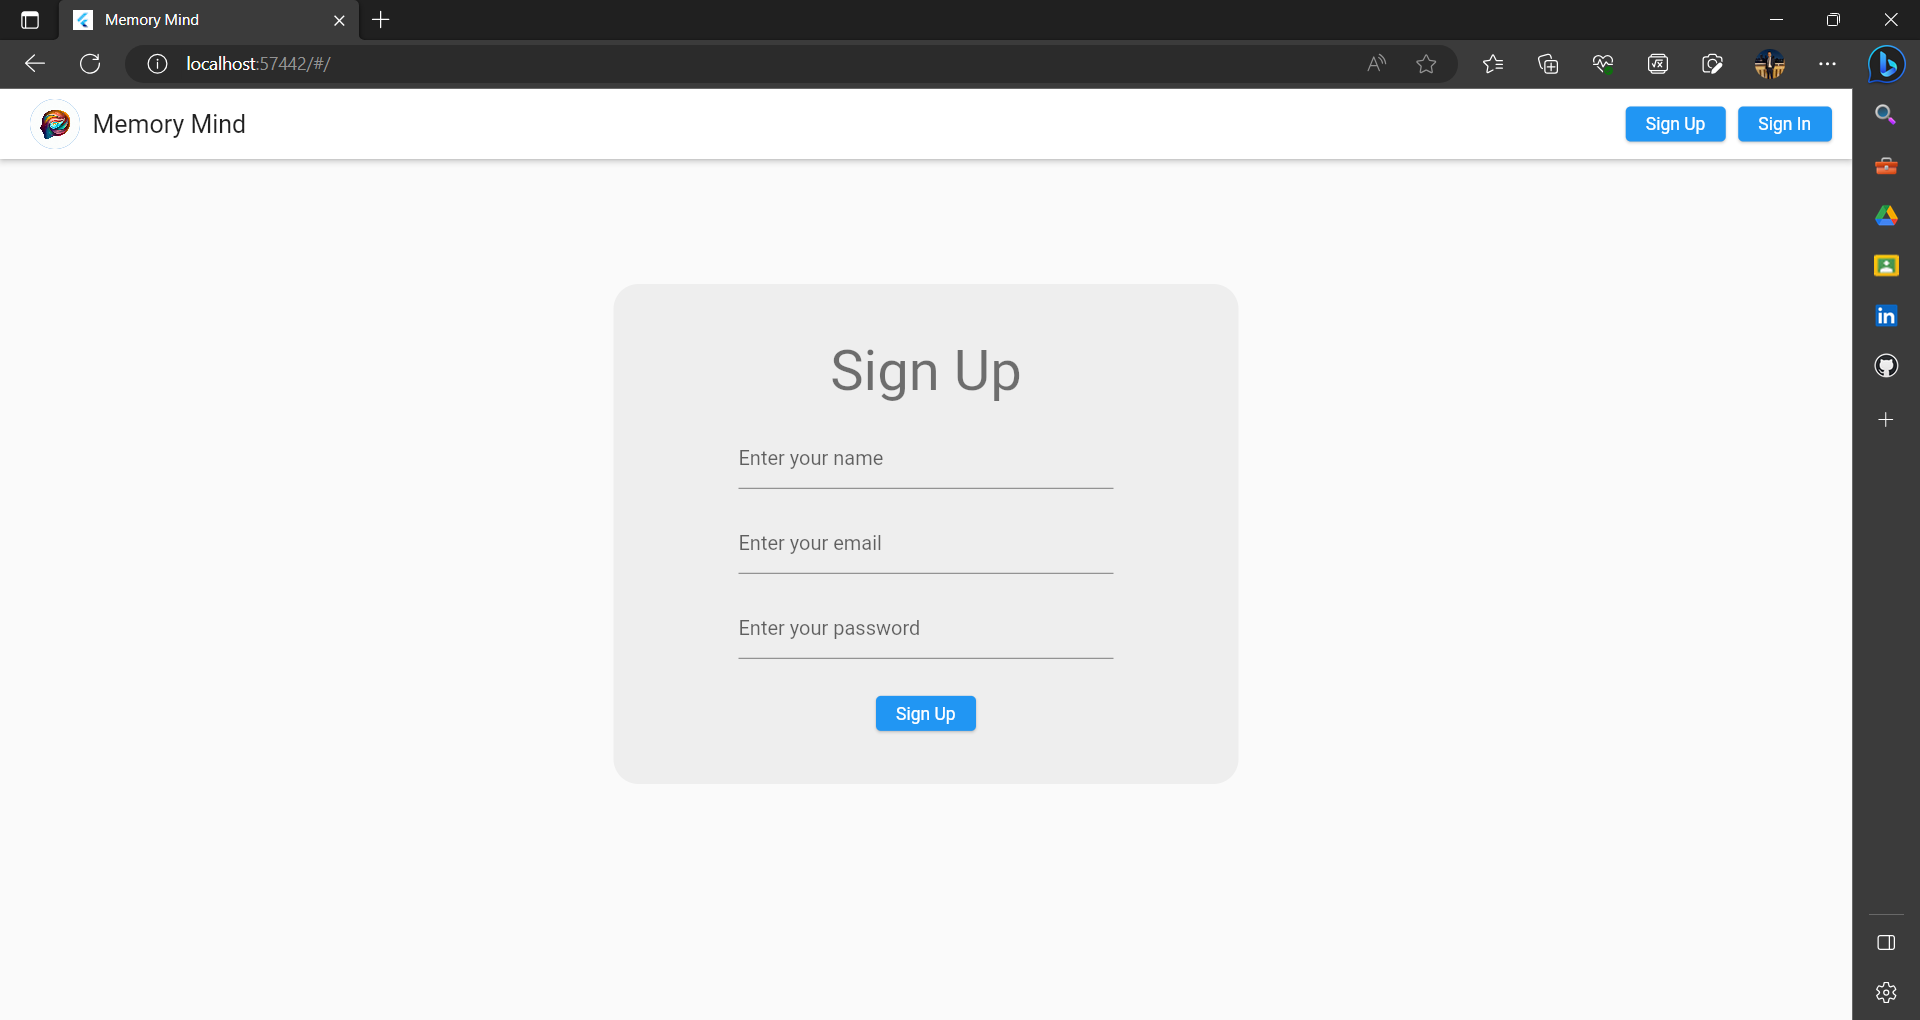 Memory Mind
localhost:57442/#/
Memory Mind
Sign Up
Sign In
Sign Up
Enter your name
Enter your email
Enter your password
Sign Up